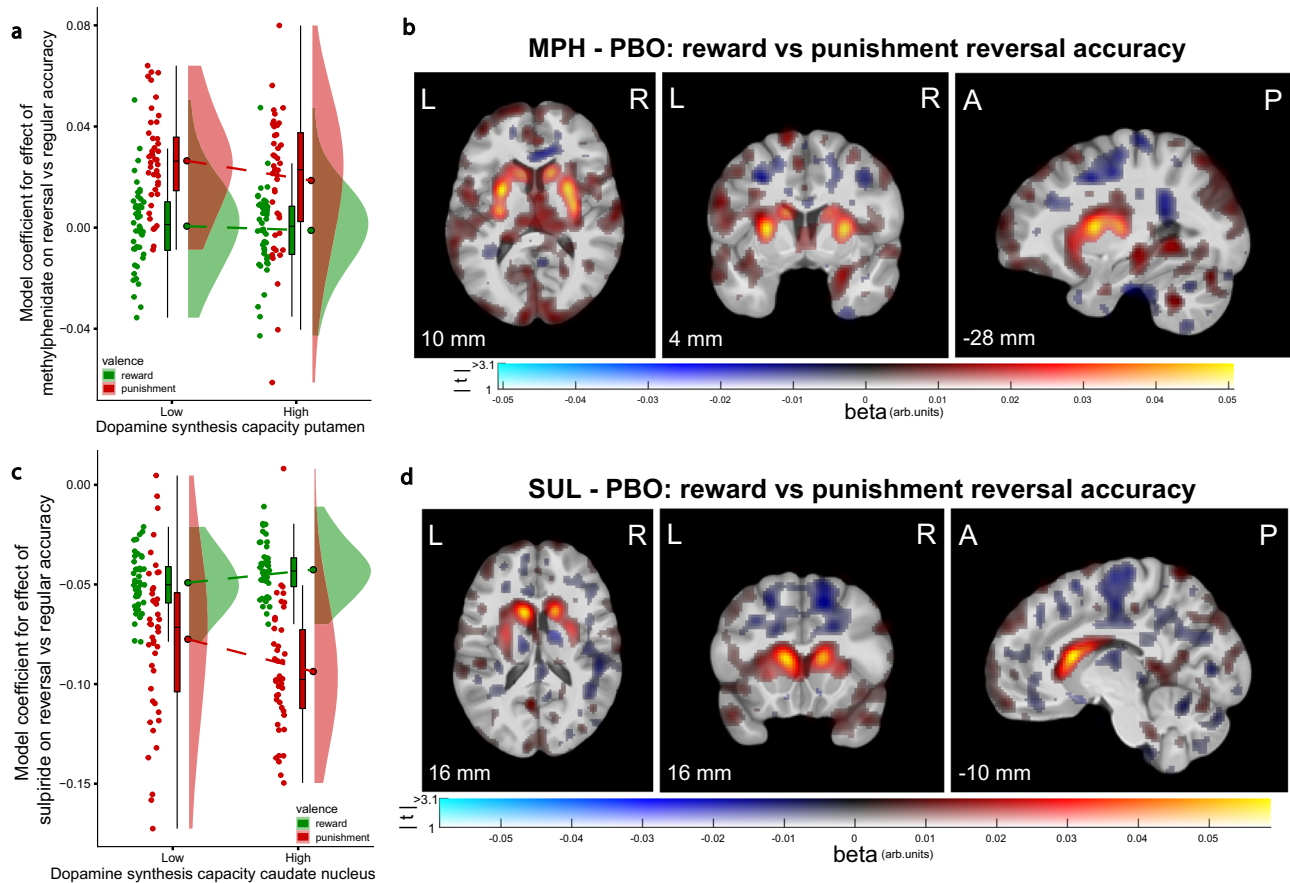 a
Model coefficient for effect of
methylphenidate on reversal vs regular accuracy
0.08
0.04
0.00
−0.04
valence
reward
punishment
Low
High
Dopamine synthesis capacity putamen
b
MPH - PBO: reward vs punishment reversal accuracy
L
R
10 mm
L
R
4 mm
A
P
-28 mm
| t |
>3.1
1
-0.05
-0.04
-0.03
-0.02
-0.01
0
0.01
0.02
0.03
0.04
0.05
beta (arb.units)
c
Model coefficient for effect of
sulpiride on reversal vs regular accuracy
0.00
−0.05
−0.10
−0.15
valence
reward
punishment
Low
High
Dopamine synthesis capacity caudate nucleus
d
SUL - PBO: reward vs punishment reversal accuracy
L
R
16 mm
L
R
16 mm
A
P
-10 mm
| t |
>3.1
1
-0.05
-0.04
-0.03
-0.02
-0.01
0
0.01
0.02
0.03
0.04
0.05
beta (arb.units)